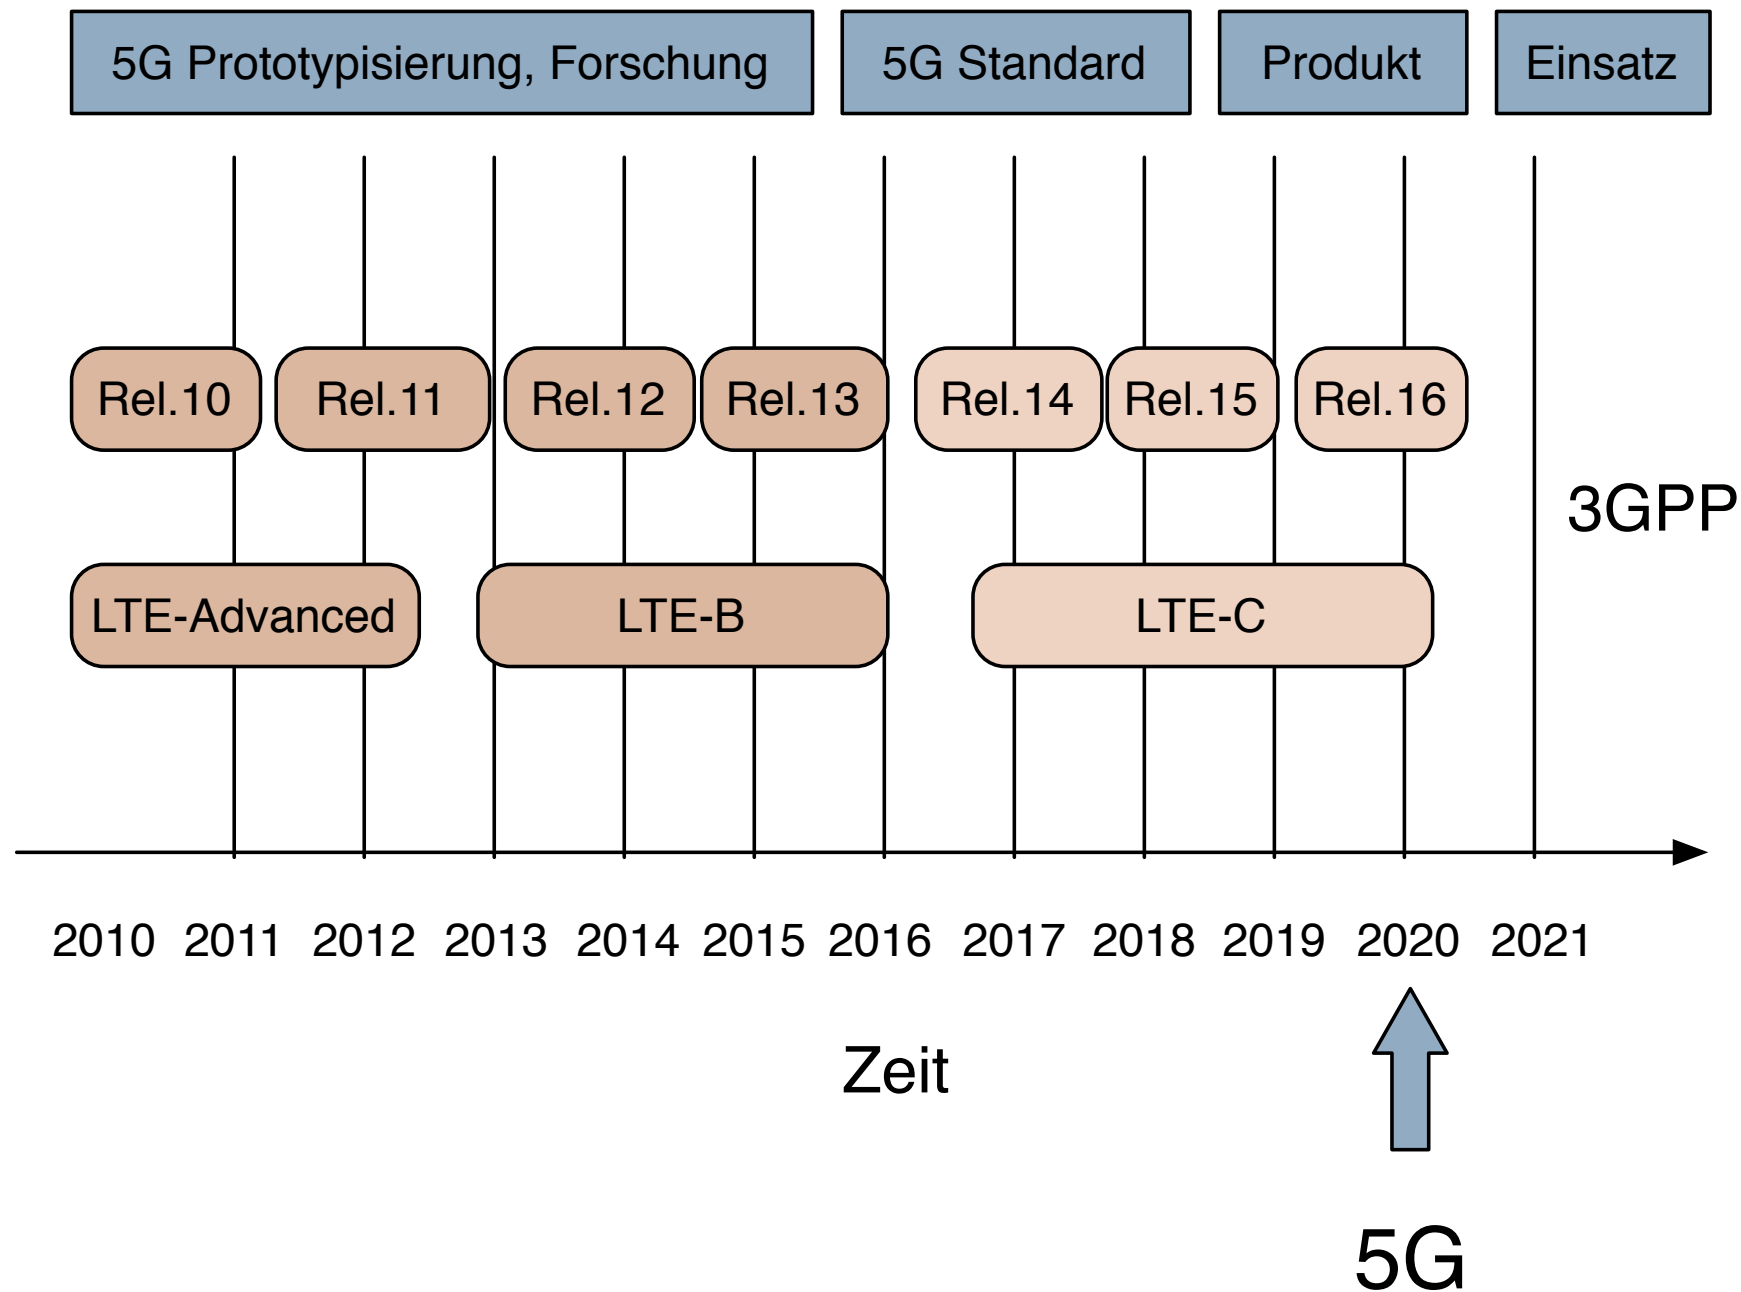 5G Prototypisierung, Forschung
5G Standard
Produkt
Einsatz
Rel.10
Rel.11
Rel.12
Rel.13
Rel.14
Rel.15
Rel.16
3GPP
LTE-Advanced
LTE-B
LTE-C
2010 2011 2012 2013 2014 2015 2016 2017 2018 2019 2020 2021
Zeit
5G